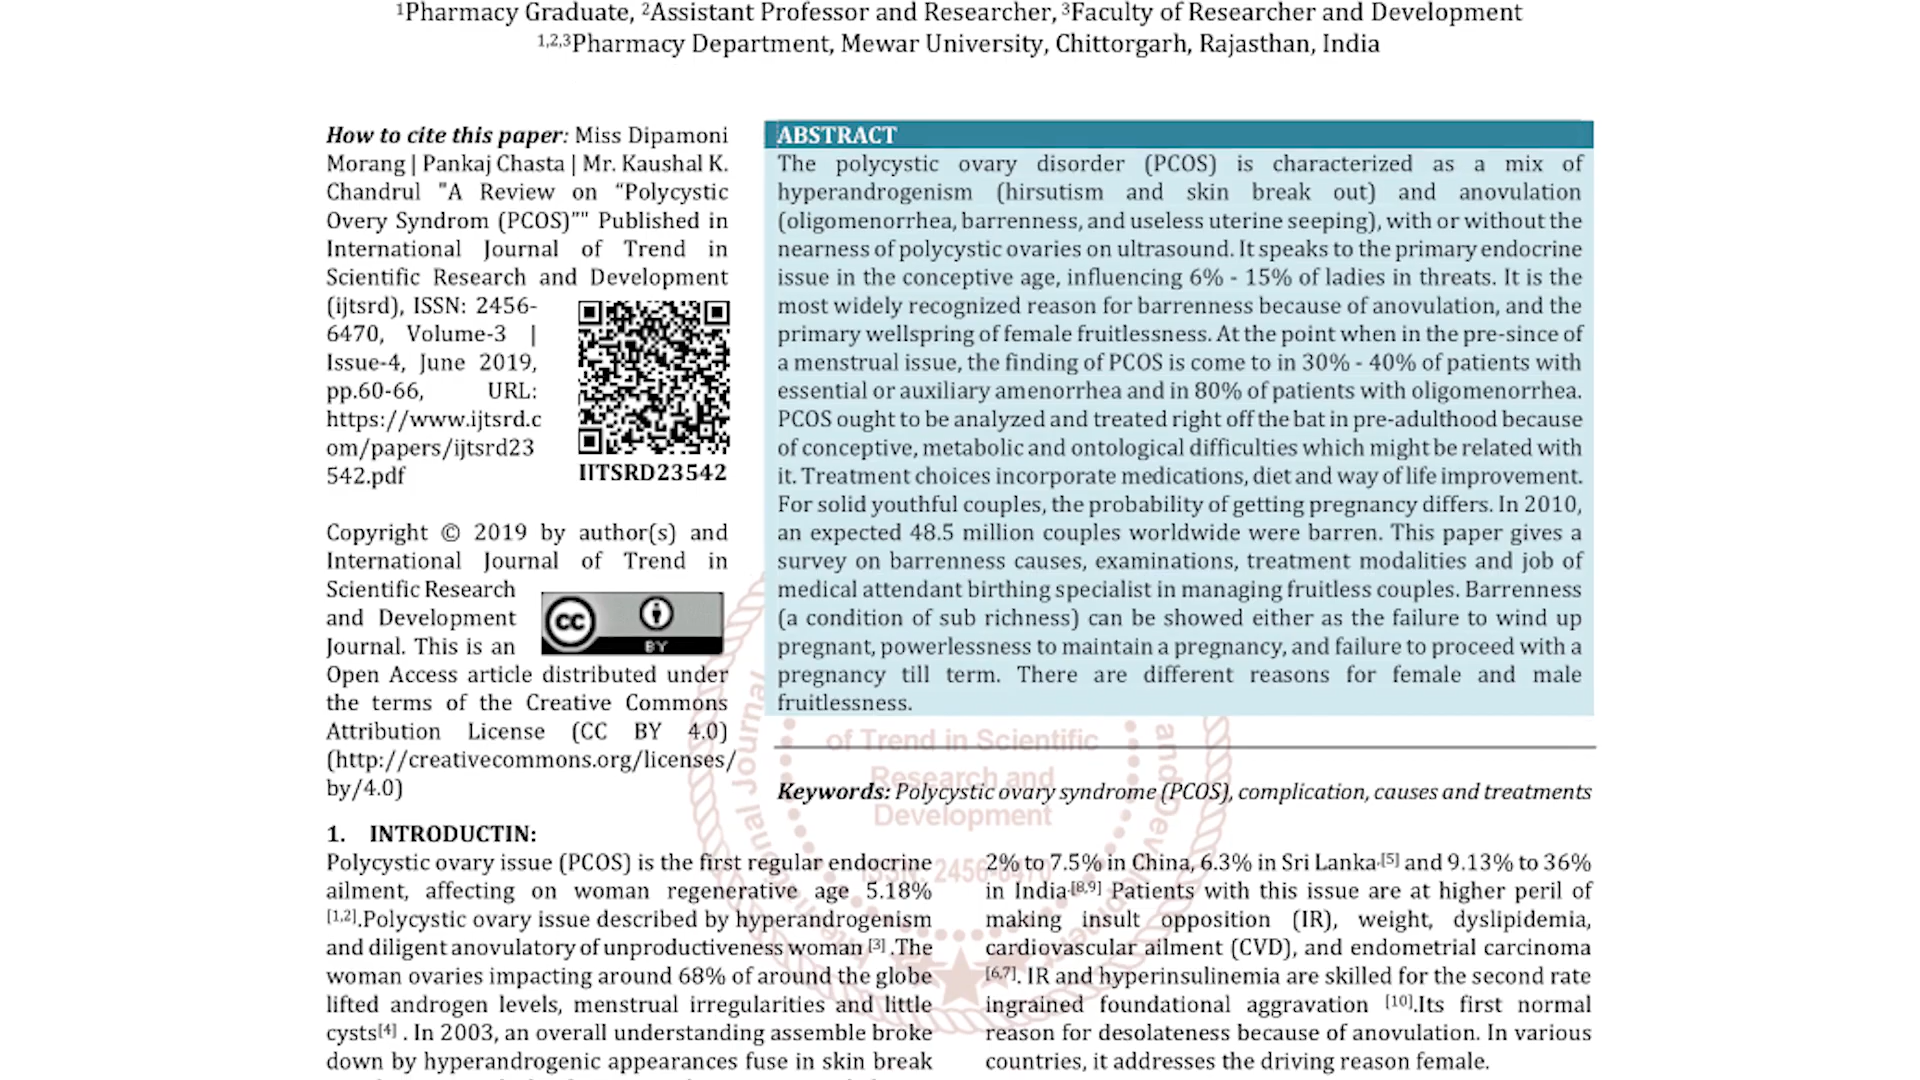 1Pharmacy Graduate, 2Assistant Professor and Researcher, 3Faculty of Researcher and Development
1,2,3Pharmacy Department, Mewar University, Chittorgarh, Rajasthan, India
How to cite this paper: Miss Dipamoni
Morang | Pankaj Chasta | Mr. Kaushal K.
Chandrul "A Review on “Polycystic
Overy Syndrom (PCOS)”" Published in
International Journal of Trend in
Scientific Research and Development
(ijtsrd), ISSN: 2456-
6470, Volume-3 |
Issue-4, June 2019,
pp.60-66, URL:
https://www.ijtsrd.c
om/papers/ijtsrd23
542.pdf
IJTSRD23542
Copyright © 2019 by author(s) and
International Journal of Trend in
Scientific Research
and Development
Journal. This is an
Open Access article distributed under
the terms of the Creative Commons
Attribution License (CC BY 4.0)
(http://creativecommons.org/licenses/
by/4.0)
cc
BY
ABSTRACT
The polycystic ovary disorder (PCOS) is characterized as a mix of
hyperandrogenism (hirsutism and skin break out) and anovulation
(oligomenorrhea, barrenness, and useless uterine seeping), with or without the
nearness of polycystic ovaries on ultrasound. It speaks to the primary endocrine
issue in the conceptive age, influencing 6% - 15% of ladies in threats. It is the
most widely recognized reason for barrenness because of anovulation, and the
primary wellspring of female fruitlessness. At the point when in the pre-since of
a menstrual issue, the finding of PCOS is come to in 30% - 40% of patients with
essential or auxiliary amenorrhea and in 80% of patients with oligomenorrhea.
PCOS ought to be analyzed and treated right off the bat in pre-adulthood because
of conceptive, metabolic and ontological difficulties which might be related with
it. Treatment choices incorporate medications, diet and way of life improvement.
For solid youthful couples, the probability of getting pregnancy differs. In 2010,
an expected 48.5 million couples worldwide were barren. This paper gives a
survey on barrenness causes, examinations, treatment modalities and job of
medical attendant birthing specialist in managing fruitless couples. Barrenness
(a condition of sub richness) can be showed either as the failure to wind up
pregnant, powerlessness to maintain a pregnancy, and failure to proceed with a
pregnancy till term. There are different reasons for female and male
fruitlessness.
of Trend in Scientific
Research and
Development
Keywords: Polycystic ovary syndrome (PCOS), complication, causes and treatments
1. INTRODUCTIN:
Polycystic ovary issue (PCOS) is the first regular endocrine
ailment, affecting on woman regenerative age 5.18%
[1,2].Polycystic ovary issue described by hyperandrogenism
and diligent anovulatory of unproductiveness woman [3] .The
woman ovaries impacting around 68% of around the globe
lifted androgen levels, menstrual irregularities and little
cysts[4] . In 2003, an overall understanding assemble broke
down by hyperandrogenic appearances fuse in skin break
2% to 7.5% in China, 6.3% in Sri Lanka.[5] and 9.13% to 36%
in India.[8,9] Patients with this issue are at higher peril of
making insult opposition (IR), weight, dyslipidemia,
cardiovascular ailment (CVD), and endometrial carcinoma
[6,7]. IR and hyperinsulinemia are skilled for the second rate
ingrained foundational aggravation [10].Its first normal
reason for desolateness because of anovulation. In various
countries, it addresses the driving reason female.